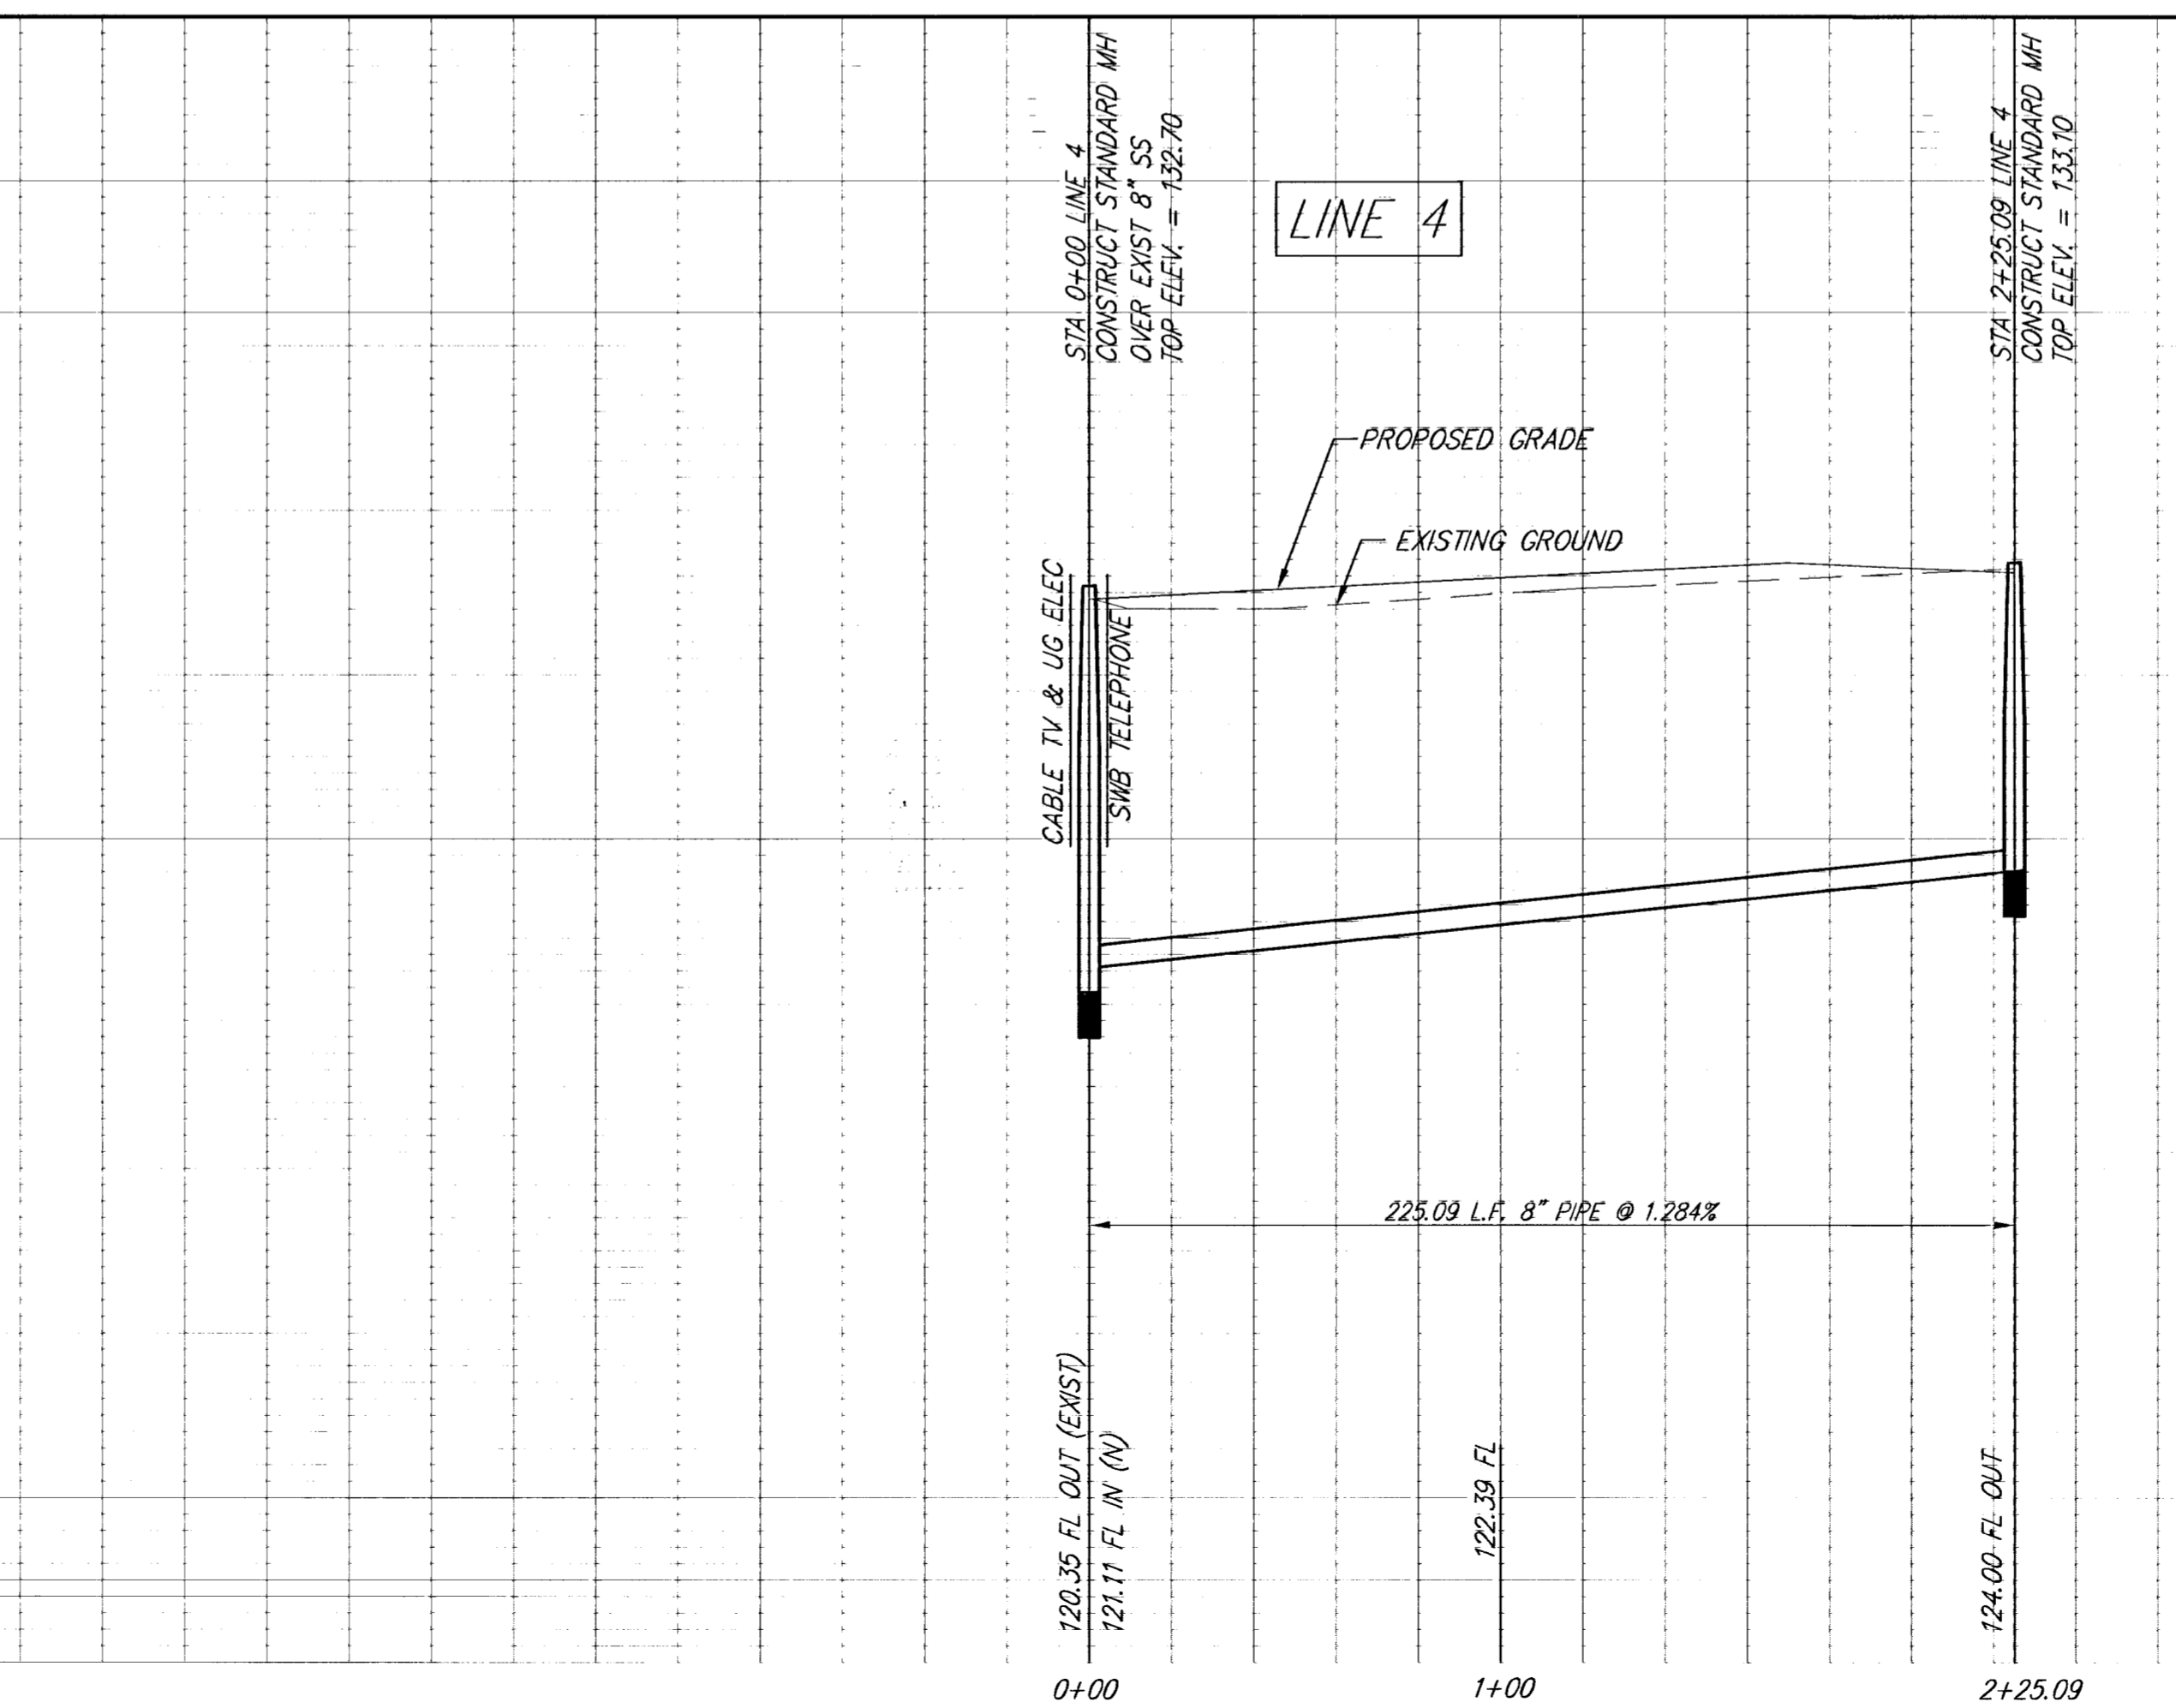 STA 0+00 LINE 4
CONSTRUCT STANDARD MH
OVER EXIST 8" SS
TOP ELEV. = 132.70
LINE 4
STA 2+25.09 LINE 4
CONSTRUCT STANDARD MH
TOP ELEV. = 133.10
PROPOSED GRADE
EXISTING GROUND
CABLE TV & UG ELEC
SWB TELEPHONE
225.09 L.F. 8" PIPE @ 1.284%
120.35 FL OUT (EXIST)
121.11 FL IN (N)
122.39 FL
124.00 FL OUT
0+00
1+00
2+25.09